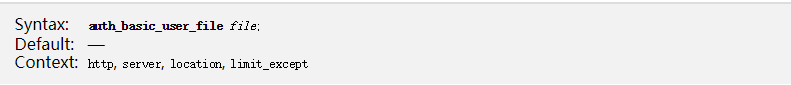 Syntax: auth_basic_user_file file;
Default: —
Context: http, server, location, limit_except